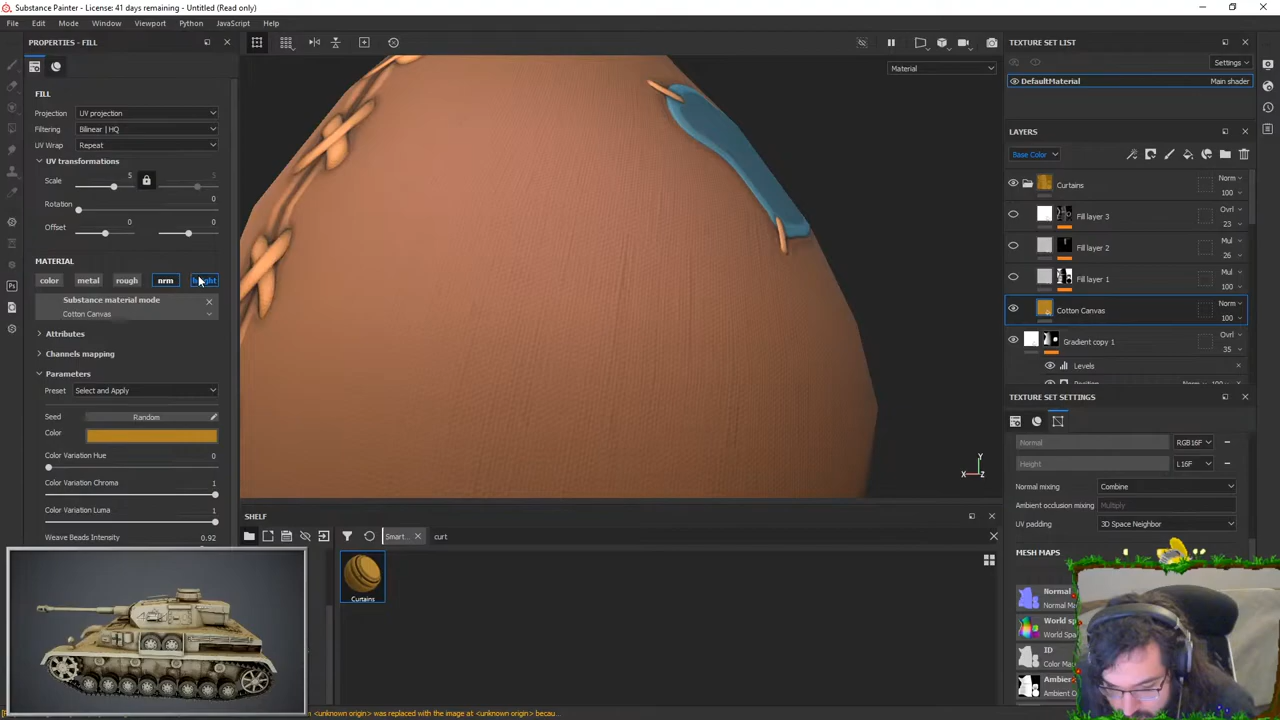 Substance Painter - License: 41 days remaining - Untitled (Read only)
File Edit Mode Window Viewport Python JavaScript Help
PROPERTIES - FILL
FILL
Projection UV projection
Filtering Bilinear | HQ
UV Wrap Repeat
UV transformations
Scale 5 5
Rotation 0
Offset 0 0
MATERIAL
color metal rough nrm height
Substance material mode
Cotton Canvas
Attributes
Channels mapping
Parameters
Preset Select and Apply
Seed Random
Color
Color Variation Hue 0
Color Variation Chroma 1
Color Variation Luma 1
Weave Beads Intensity 0.92
Material
X Y Z
SHELF
Smart... curt
Curtains
TEXTURE SET LIST
Settings
DefaultMaterial Main shader
LAYERS
Base Color
Curtains Norm 100
Fill layer 3 Ovrl 23
Fill layer 2 Mul 26
Fill layer 1 Mul 100
Cotton Canvas Norm 100
Gradient copy 1 Ovrl 35
Levels
TEXTURE SET SETTINGS
Normal RGB16F
Height L16F
Normal mixing Combine
Ambient occlusion mixing Multiply
UV padding 3D Space Neighbor
MESH MAPS
Normal
Normal Ma
World sp
World Spa
ID
Color Ma
Ambien
Ambient C
<unknown origin> was replaced with the image at <unknown origin> becau...